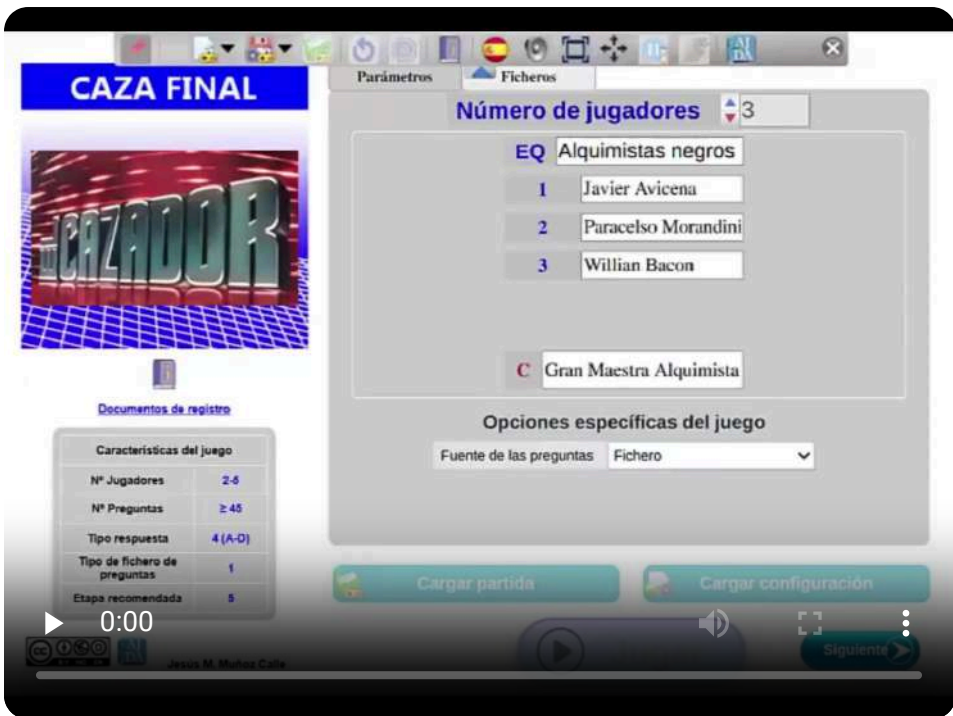 CAZA FINAL
Parámetros
Ficheros
Número de jugadores 3
EQ Alquimistas negros
1 Javier Avicena
2 Paracelso Morandini
3 Willian Bacon
C Gran Maestra Alquimista
EL CAZADOR
Documentos de registro
Características del juego
Nº Jugadores 2-5
Nº Preguntas ≥ 45
Tipo respuesta 4 (A-D)
Tipo de fichero de preguntas 1
Etapa recomendada 5
Opciones específicas del juego
Fuente de las preguntas Fichero
Cargar partida
Cargar configuración
0:00
Siguiente
Jesús M. Muñoz Calle